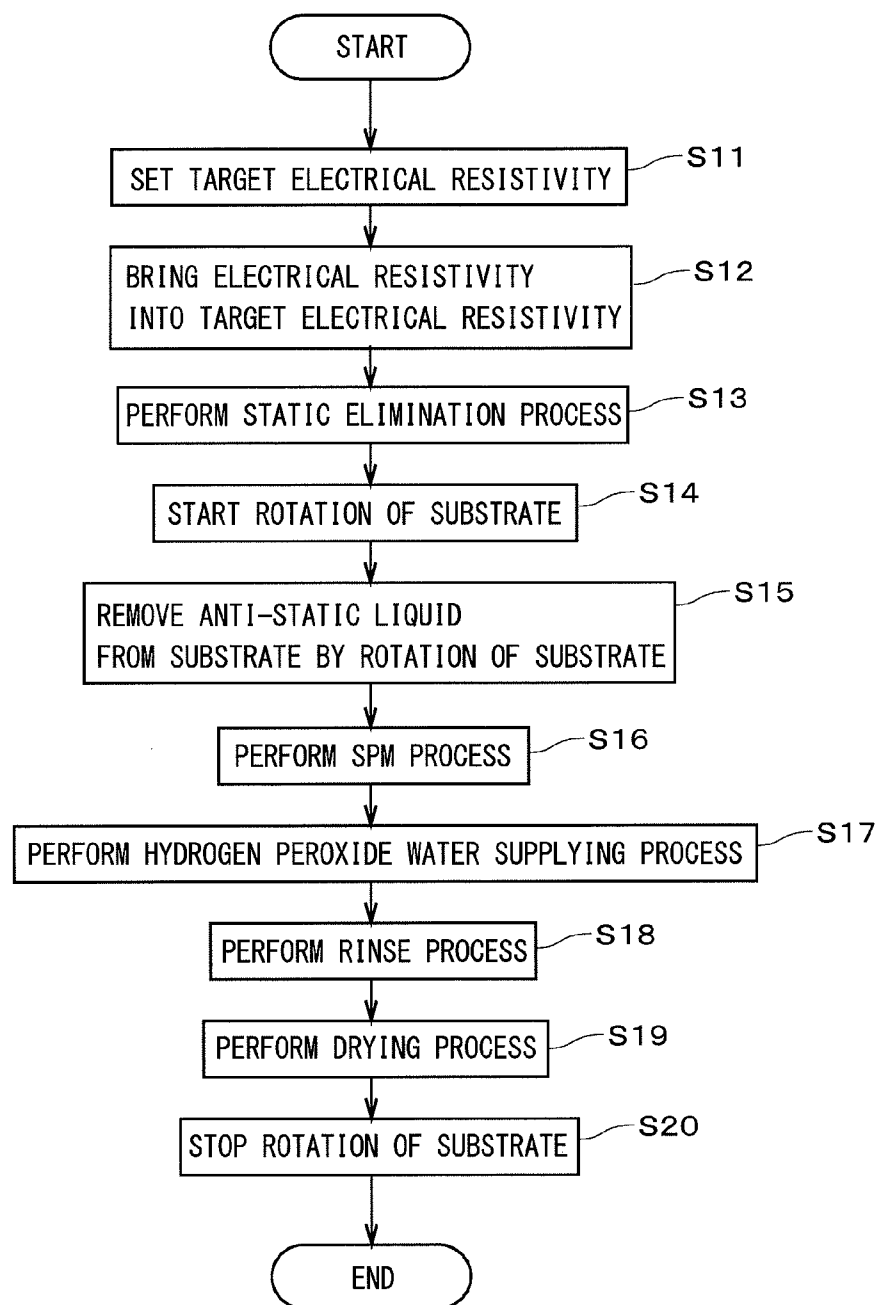 START
SET TARGET ELECTRICAL RESISTIVITY
S11
BRING ELECTRICAL RESISTIVITY
INTO TARGET ELECTRICAL RESISTIVITY
S12
PERFORM STATIC ELIMINATION PROCESS
S13
START ROTATION OF SUBSTRATE
S14
REMOVE ANTI-STATIC LIQUID
FROM SUBSTRATE BY ROTATION OF SUBSTRATE
S15
PERFORM SPM PROCESS
S16
PERFORM HYDROGEN PEROXIDE WATER SUPPLYING PROCESS
S17
PERFORM RINSE PROCESS
S18
PERFORM DRYING PROCESS
S19
STOP ROTATION OF SUBSTRATE
S20
END